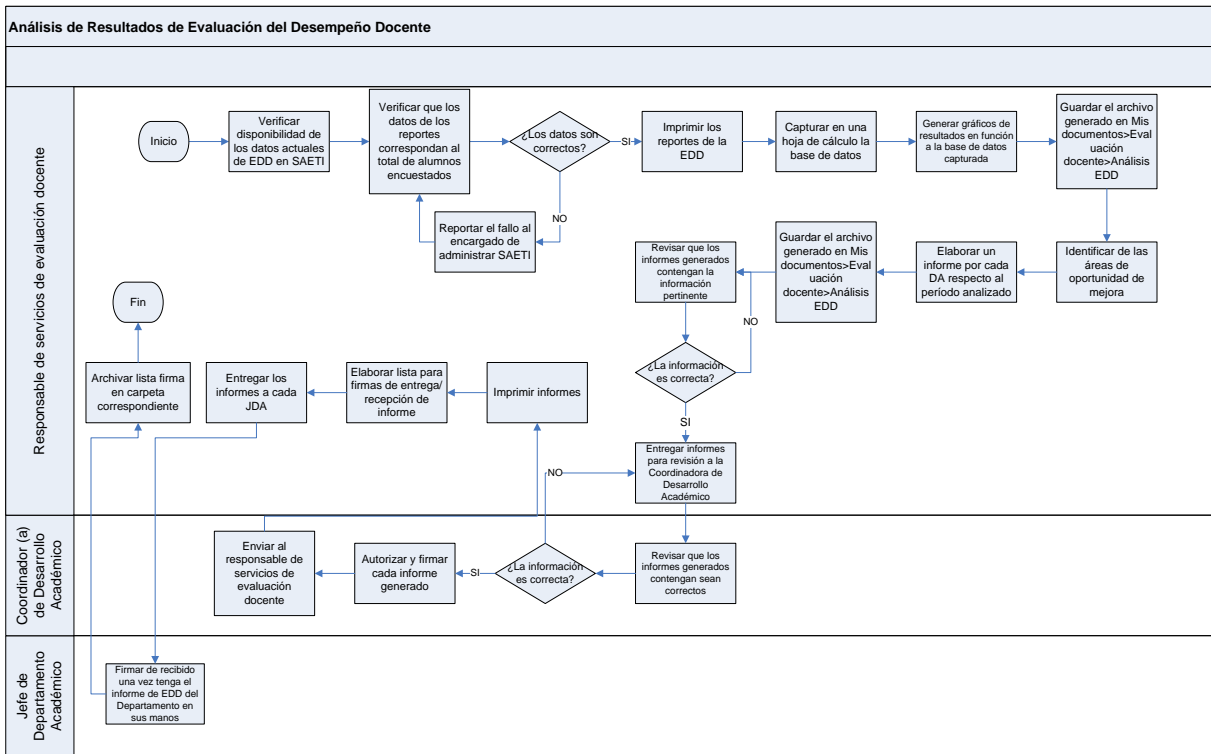 Análisis de Resultados de Evaluación del Desempeño Docente
Responsable de servicios de evaluación docente
Inicio
Verificar
disponibilidad de
los datos actuales
de EDD en SAETI
Verificar que los
datos de los
reportes
correspondan al
total de alumnos
encuestados
¿Los datos son
correctos?
SI
NO
Reportar el fallo al
encargado de
administrar SAETI
Imprimir los
reportes de la
EDD
Capturar en una
hoja de cálculo la
base de datos
Generar gráficos de
resultados en función
a la base de datos
capturada
Guardar el archivo
generado en Mis
documentos>Eval
uación
docente>Análisis
EDD
Identificar de las
áreas de
oportunidad de
mejora
Elaborar un
informe por cada
DA respecto al
período analizado
Guardar el archivo
generado en Mis
documentos>Eval
uación
docente>Análisis
EDD
Revisar que los
informes generados
contengan la
información
pertinente
NO
¿La información
es correcta?
SI
Entregar informes
para revisión a la
Coordinadora de
Desarrollo
Académico
NO
Imprimir informes
Elaborar lista para
firmas de entrega/
recepción de
informe
Entregar los
informes a cada
JDA
Archivar lista firma
en carpeta
correspondiente
Fin
Coordinador (a)
de Desarrollo
Académico
Revisar que los
informes generados
contengan sean
correctos
¿La información
es correcta?
SI
Autorizar y firmar
cada informe
generado
Enviar al
responsable de
servicios de
evaluación
docente
Jefe de
Departamento
Académico
Firmar de recibido
una vez tenga el
informe de EDD del
Departamento en
sus manos